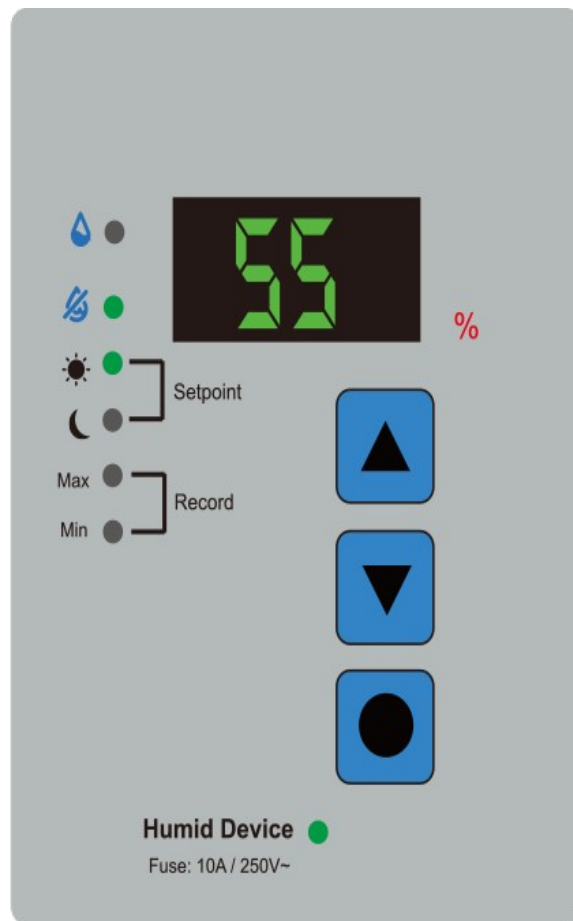 55
%
Setpoint
Max
Record
Min
Humid Device
Fuse: 10A / 250V~